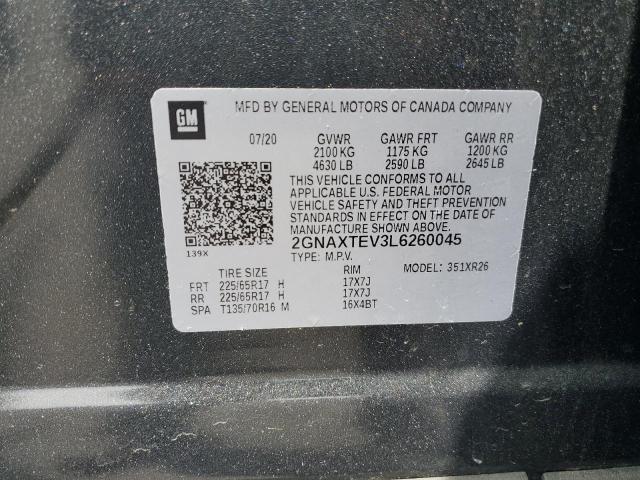 GM
MFD BY GENERAL MOTORS OF CANADA COMPANY
07/20 GVWR GAWR FRT GAWR RR
2100 KG 1175 KG 1200 KG
4630 LB 2590 LB 2645 LB
THIS VEHICLE CONFORMS TO ALL
APPLICABLE U.S. FEDERAL MOTOR
VEHICLE SAFETY AND THEFT PREVENTION
STANDARDS IN EFFECT ON THE DATE OF
MANUFACTURE SHOWN ABOVE.
2GNAXTEV3L6260045
139X
TYPE: M.P.V.
MODEL: 351XR26
TIRE SIZE RIM
FRT 225/65R17 H 17X7J
RR 225/65R17 H 17X7J
SPA T135/70R16 M 16X4BT